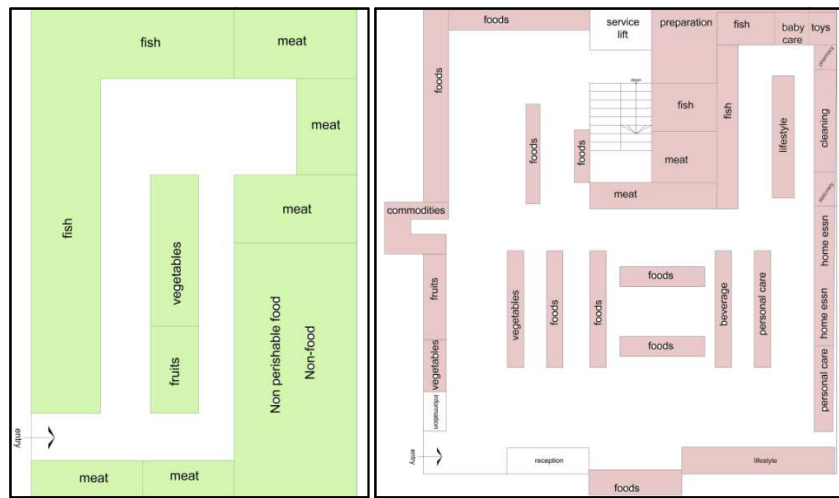 fish
meat
meat
meat
fish
vegetables
fruits
Non perishable food
Non-food
entry
meat
meat
foods
service
lift
preparation
fish
baby
care
toys
pharmacy
foods
down
fish
fish
lifestyle
cleaning
foods
foods
meat
stationery
meat
commodities
home essn
fruits
vegetables
foods
foods
foods
beverage
personal care
home essn
foods
vegetables
personal care
information
entry
reception
lifestyle
foods